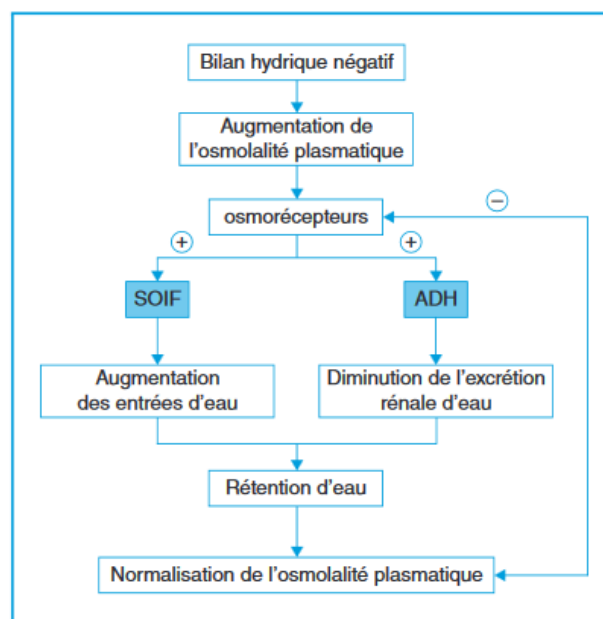 Bilan hydrique négatif
Augmentation de
l'osmolalité plasmatique
osmorécepteurs
−
+
+
SOIF
ADH
Augmentation
des entrées d'eau
Diminution de l'excrétion
rénale d'eau
Rétention d'eau
Normalisation de l'osmolalité plasmatique